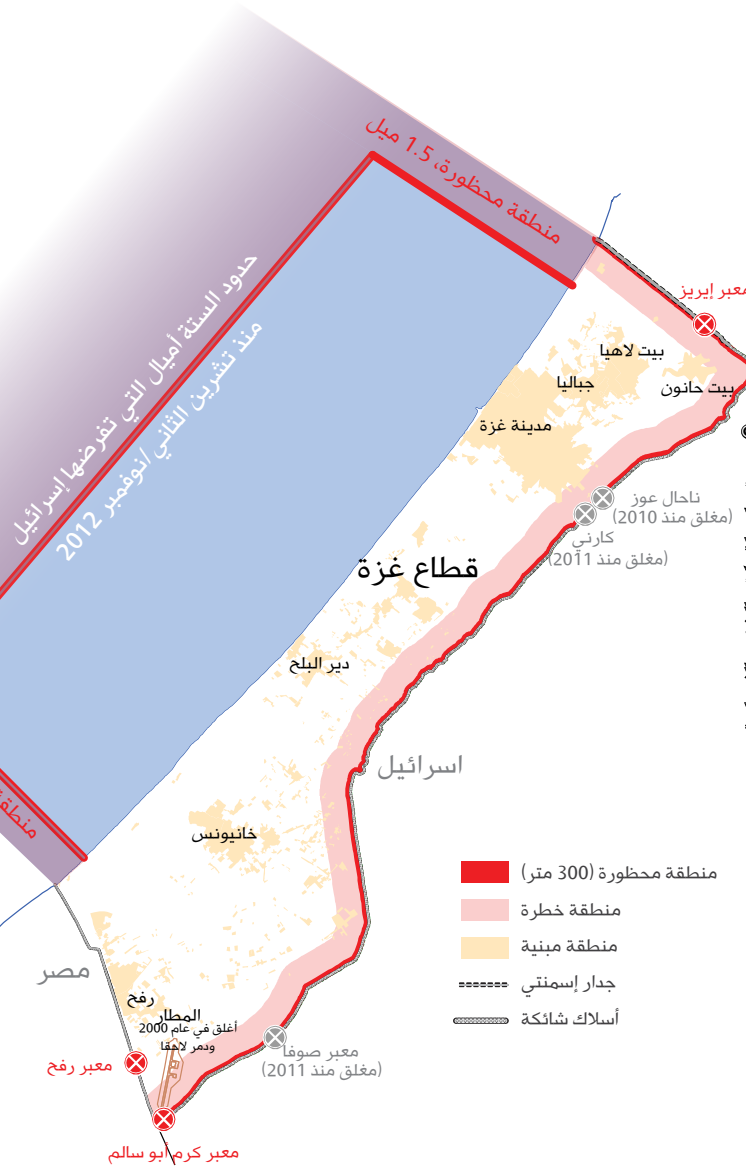 منطقة محظورة، 1.5 ميل
حدود الستة أميال التي تفرضها إسرائيل
منذ تشرين الثاني/نوفمبر 2012
معبر إيريز
بيت لاهيا
جباليا
بيت حانون
مدينة غزة
ناحال عوز
(مغلق منذ 2010)
كارني
(مغلق منذ 2011)
قطاع غزة
دير البلح
اسرائيل
خانيونس
منطقة محظورة (300 متر)
منطقة خطرة
منطقة مبنية
جدار إسمنتي
أسلاك شائكة
مصر
رفح
المطار
أغلق في عام 2000
ودمر لاحقا
معبر رفح
معبر صوفا
(مغلق منذ 2011)
معبر كرم أبو سالم